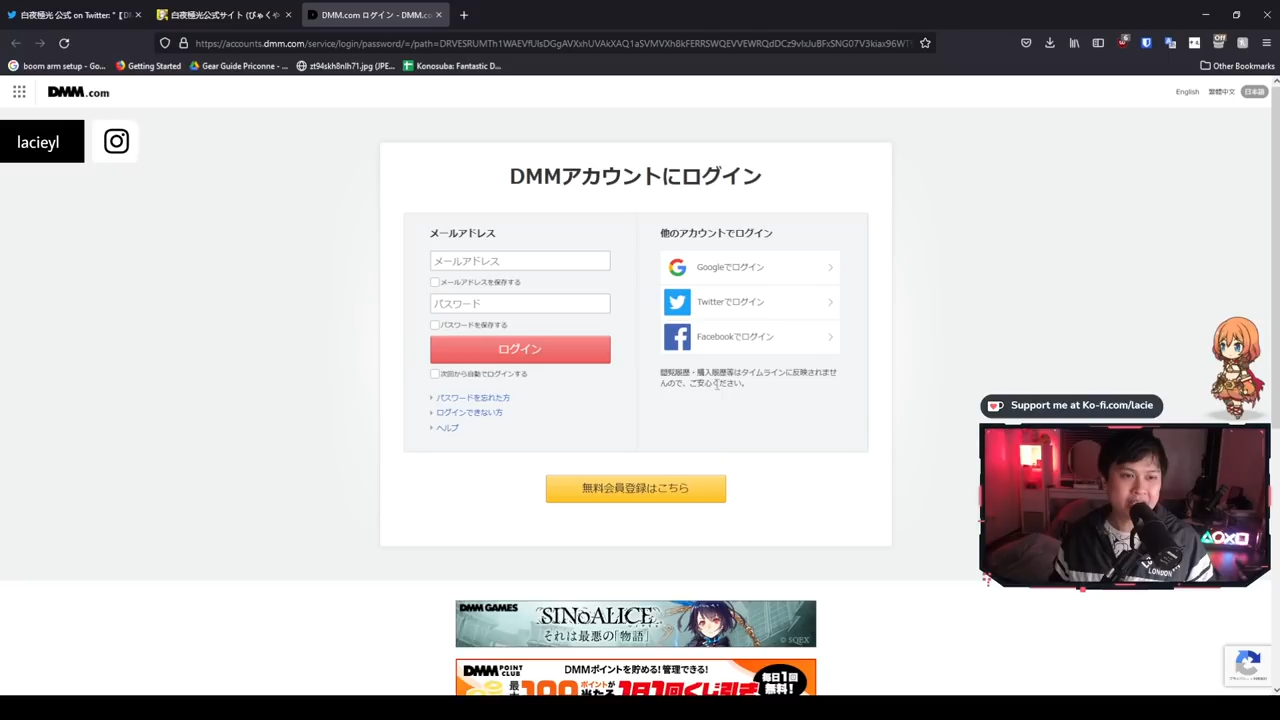 白夜極光 公式 on Twitter: "【D
白夜極光公式サイト (びゃくや
DMM.com ログイン - DMM.co
https://accounts.dmm.com/service/login/password/=/path=
boom arm setup - Go...
Getting Started
Gear Guide Priconne - ...
zt94skh8nlh71.jpg (JPE...
Konosuba: Fantastic D...
Other Bookmarks
DMM.com
English
繁體中文
日本語
lacieyl
DMMアカウントにログイン
メールアドレス
メールアドレス
メールアドレスを保存する
パスワード
パスワードを保存する
ログイン
次回から自動でログインする
パスワードを忘れた方
ログインできない方
ヘルプ
他のアカウントでログイン
Googleでログイン
Twitterでログイン
Facebookでログイン
閲覧履歴・購入履歴等はタイムラインに反映されませ
んので、ご安心ください。
無料会員登録はこちら
Support me at Ko-fi.com/lacie
LONDON
DMM GAMES
SINoALICE
それは最悪の「物語」
© SQEX
DMM POINT CLUB
DMMポイントを貯める! 管理できる!
毎日1回
無料!
ポイントが
1日1回くじ引き